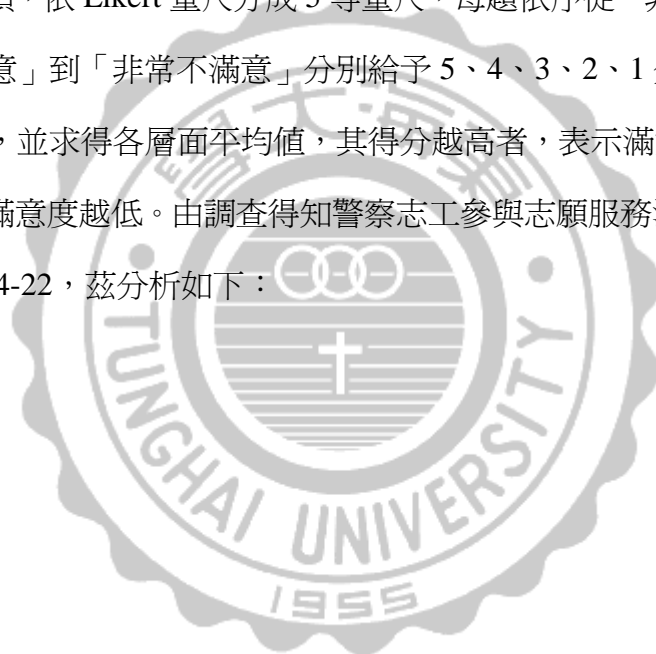 依 Likert 量尺分成 5 等量尺,每題依序從「非
意」到「非常不滿意」分別給予 5、4、3、2、1
,並求得各層面平均值,其得分越高者,表示滿
滿意度越低。由調查得知警察志工參與志願服務
4-22,茲分析如下:
學大海東
TUNGHAI UNIVERSITY
1955